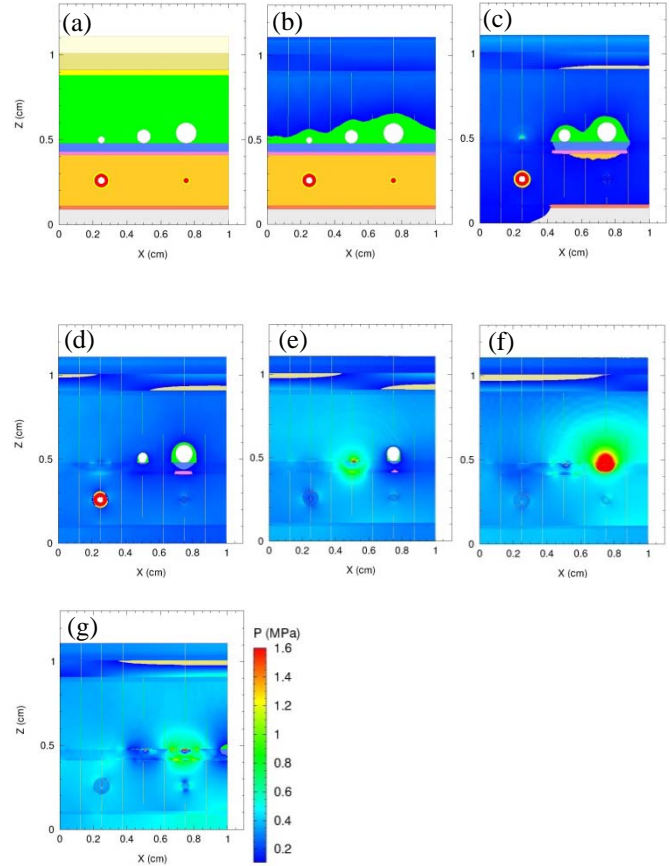 (a) (b) (c)
Z (cm) 1 0.5 0 Z (cm) 1 0.5 0 Z (cm) 1 0.5 0
0 0.2 0.4 0.6 0.8 1 0 0.2 0.4 0.6 0.8 1 0 0.2 0.4 0.6 0.8 1
X (cm) X (cm) X (cm)
(d) (e) (f)
Z (cm) 1 0.5 0 Z (cm) 1 0.5 0 Z (cm) 1 0.5 0
0 0.2 0.4 0.6 0.8 1 0 0.2 0.4 0.6 0.8 1 0 0.2 0.4 0.6 0.8 1
X (cm) X (cm) X (cm)
(g) P (MPa)
Z (cm) 1 0.5 0
1.6
1.4
1.2
1
0.8
0.6
0.4
0.2
0 0.2 0.4 0.6 0.8 1
X (cm)